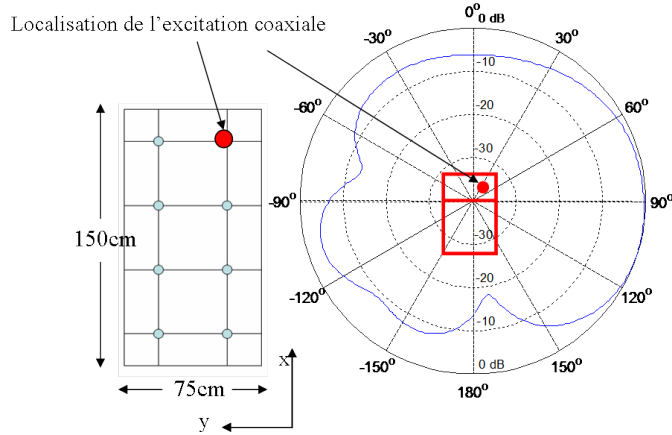 Localisation de l'excitation coaxiale
0° 0 dB
-30° 30°
-10
-60° 60°
-20
-30
-90° 90°
150cm
-30
-120° 120°
-20
-10
-150° 150°
x 0 dB
75cm 180°
y